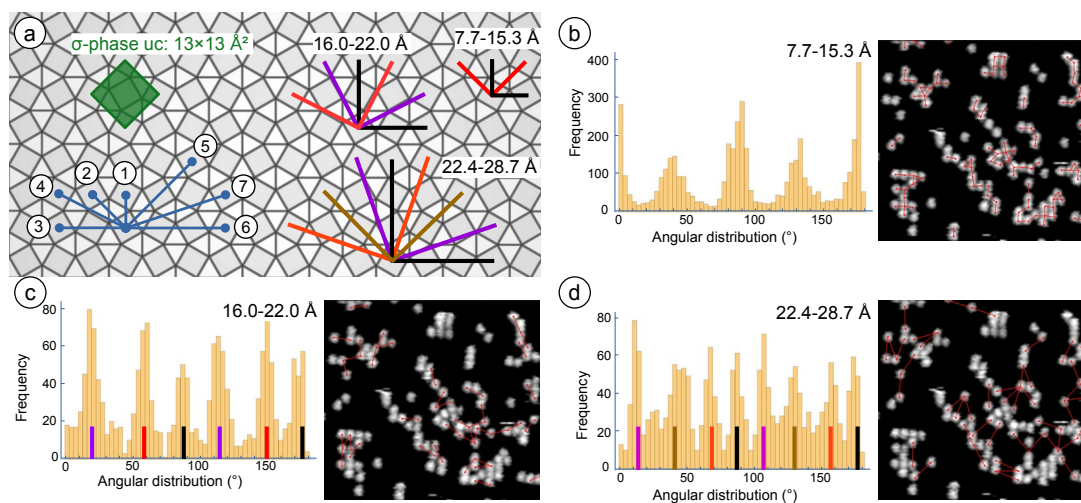 a
σ-phase uc: 13×13 Å²
16.0-22.0 Å
7.7-15.3 Å
22.4-28.7 Å
5
4
2
1
7
3
6
b
7.7-15.3 Å
400
300
200
100
0
Frequency
0
50
100
150
Angular distribution (°)
c
16.0-22.0 Å
80
60
40
20
0
Frequency
0
50
100
150
Angular distribution (°)
d
22.4-28.7 Å
80
60
40
20
0
Frequency
0
50
100
150
Angular distribution (°)